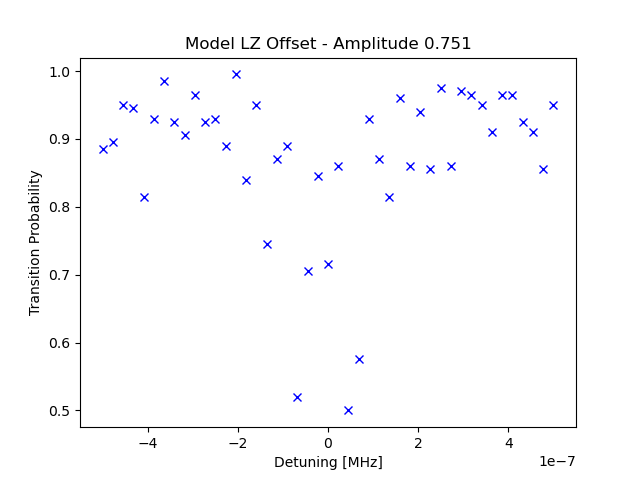 Model LZ Offset - Amplitude 0.751
1.0
0.9
0.8
0.7
0.6
0.5
Transition Probability
−4
−2
0
2
4
1e−7
Detuning [MHz]